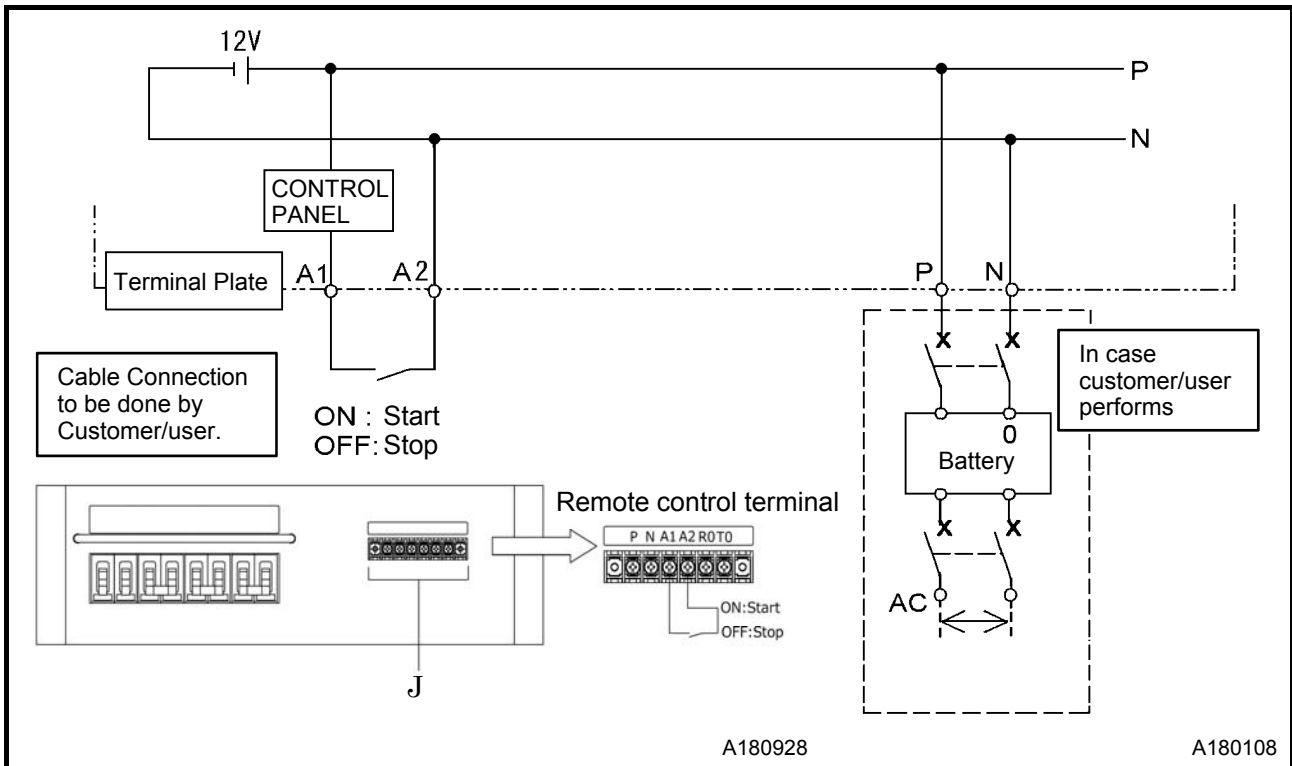 12V
P
N
CONTROL
PANEL
Terminal Plate
A1
A2
P
N
Cable Connection
to be done by
Customer/user.
ON : Start
OFF: Stop
In case
customer/user
performs
0
Battery
AC
Remote control terminal
P N A1 A2 R0 T0
ON:Start
OFF:Stop
J
A180928
A180108